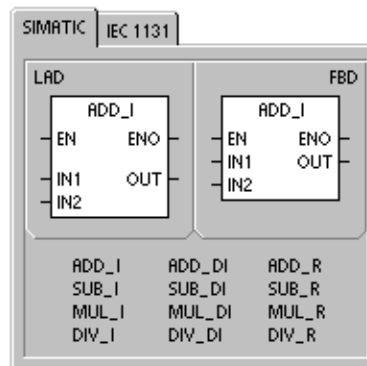 SIMATIC IEC 1131
LAD FBD
ADD_I ADD_I
EN ENO EN ENO
IN1 OUT IN1 OUT
IN2 IN2
ADD_I ADD_DI ADD_R
SUB_I SUB_DI SUB_R
MUL_I MUL_DI MUL_R
DIV_I DIV_DI DIV_R